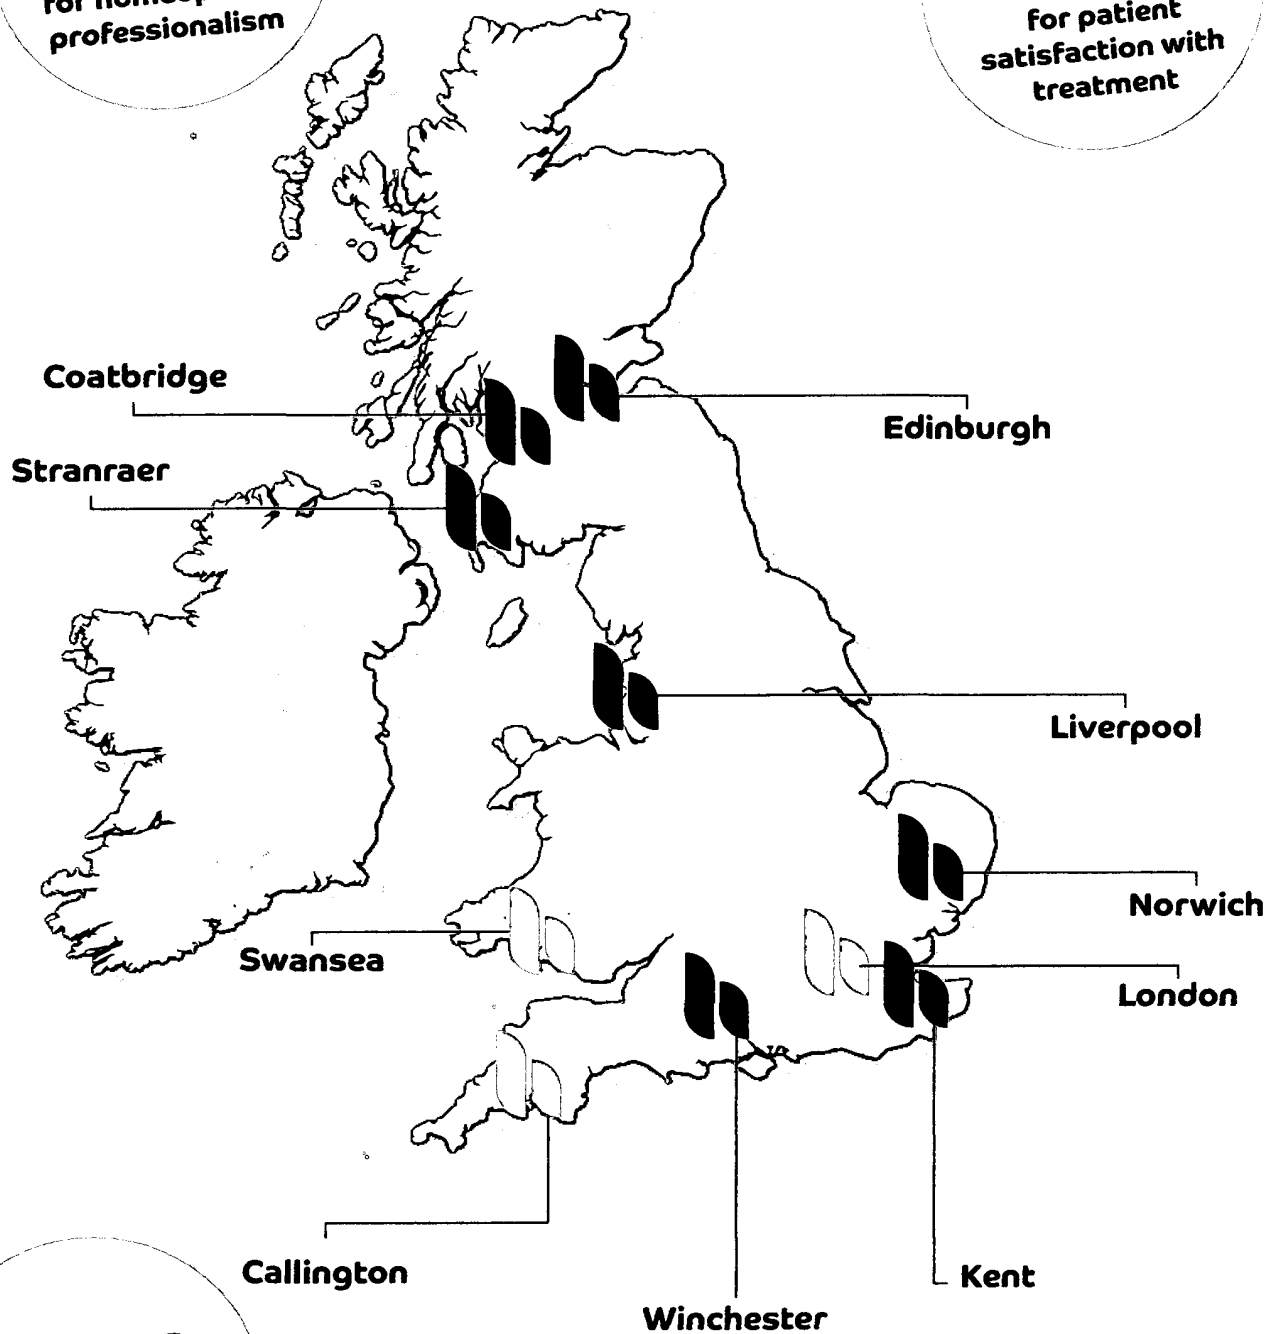 professionalism
for patient
satisfaction with
treatment
Coatbridge
Edinburgh
Stranraer
Liverpool
Norwich
Swansea
London
Callington
Kent
Winchester